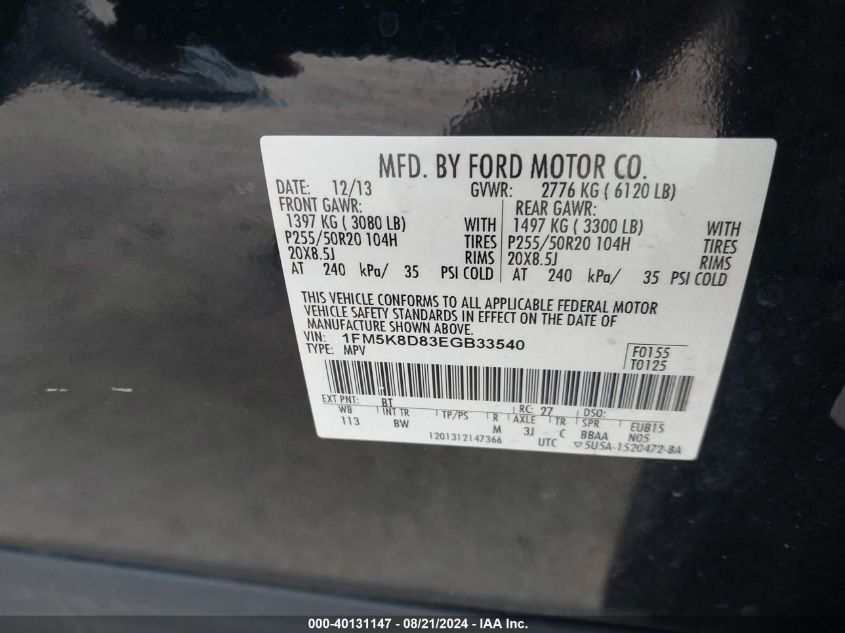 MFD. BY FORD MOTOR CO.
DATE: 12/13 GVWR: 2776 KG ( 6120 LB)
FRONT GAWR: REAR GAWR:
1397 KG ( 3080 LB) WITH 1497 KG ( 3300 LB) WITH
P255/50R20 104H TIRES P255/50R20 104H TIRES
20X8.5J RIMS 20X8.5J RIMS
AT 240 kPa/ 35 PSI COLD AT 240 kPa/ 35 PSI COLD
THIS VEHICLE CONFORMS TO ALL APPLICABLE FEDERAL MOTOR
VEHICLE SAFETY STANDARDS IN EFFECT ON THE DATE OF
MANUFACTURE SHOWN ABOVE.
VIN: 1FM5K8D83EGB33540
TYPE: MPV
F0155
T0125
EXT PNT: BT RC: 27 DSO:
WB INT TR TP/PS R AXLE TR SPR EUB15
113 BW M 3J C BBAA N05
1201312147366 UTC ▽5U5A-1520472-BA
000-40131147 - 08/21/2024 - IAA Inc.